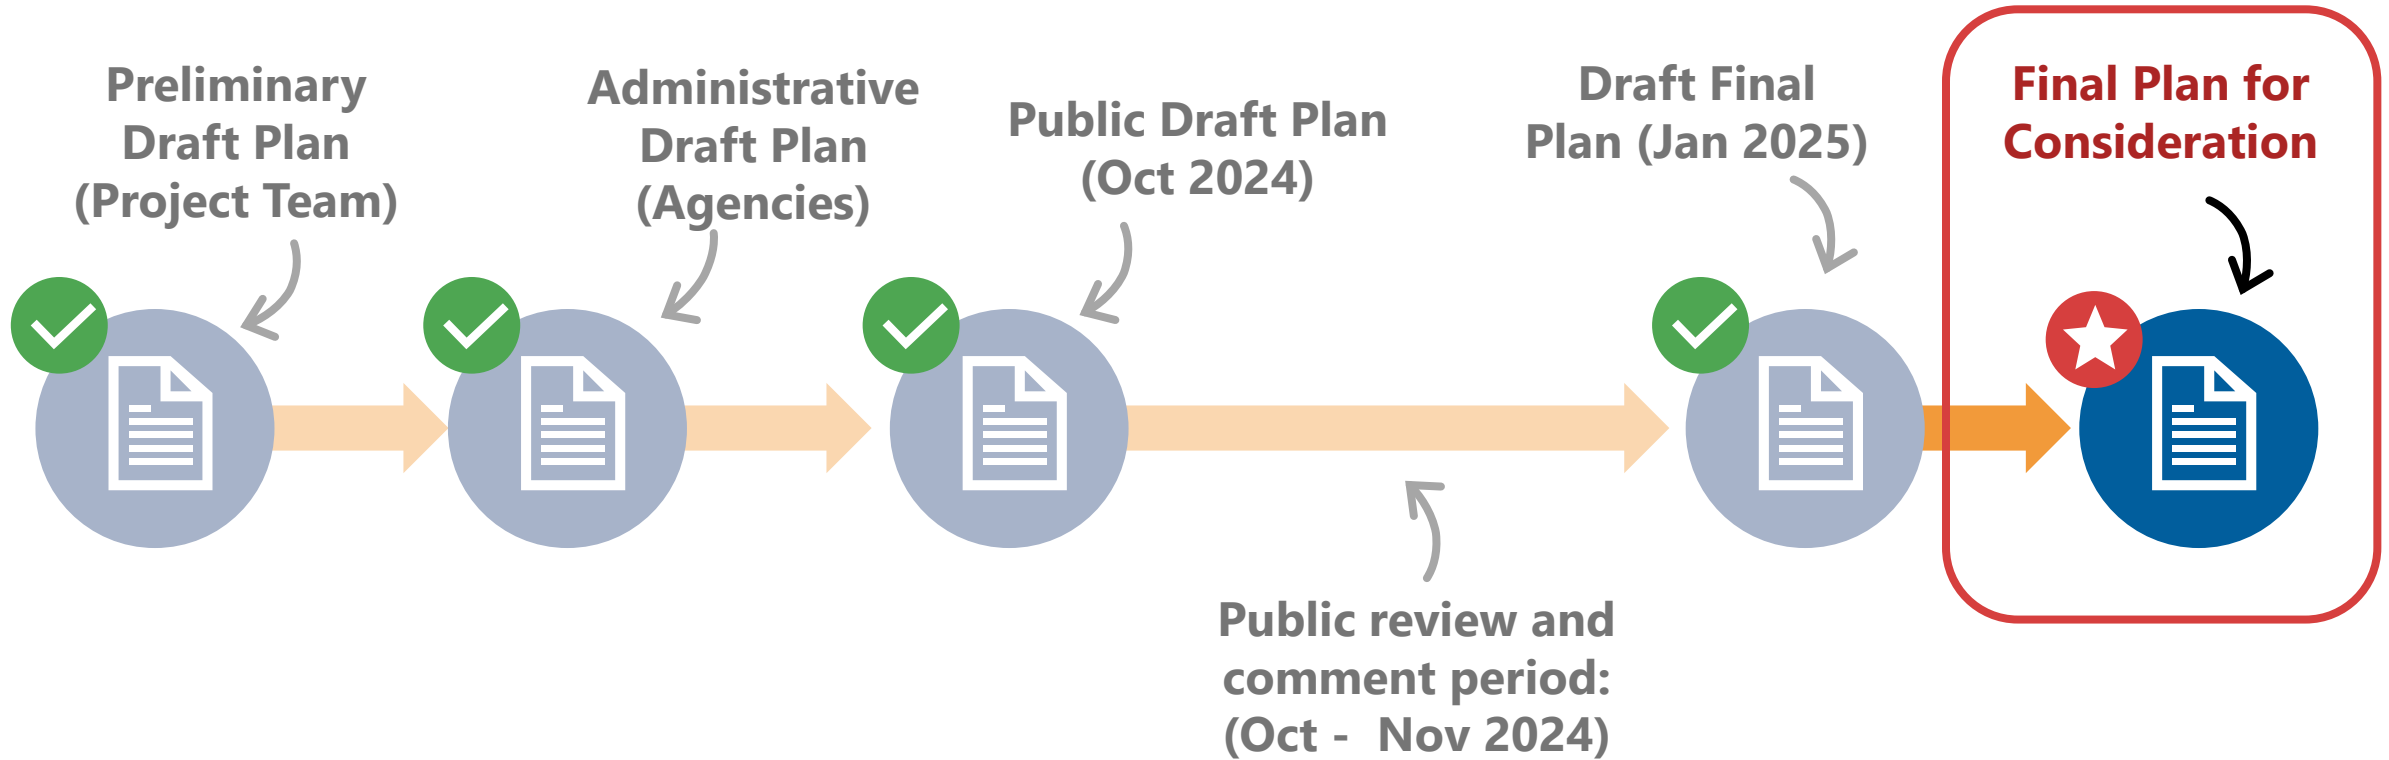 Preliminary
Draft Plan
(Project Team)
Administrative
Draft Plan
(Agencies)
Public Draft Plan
(Oct 2024)
Public review and
comment period:
(Oct -  Nov 2024)
Draft Final
Plan (Jan 2025)
Final Plan for
Consideration